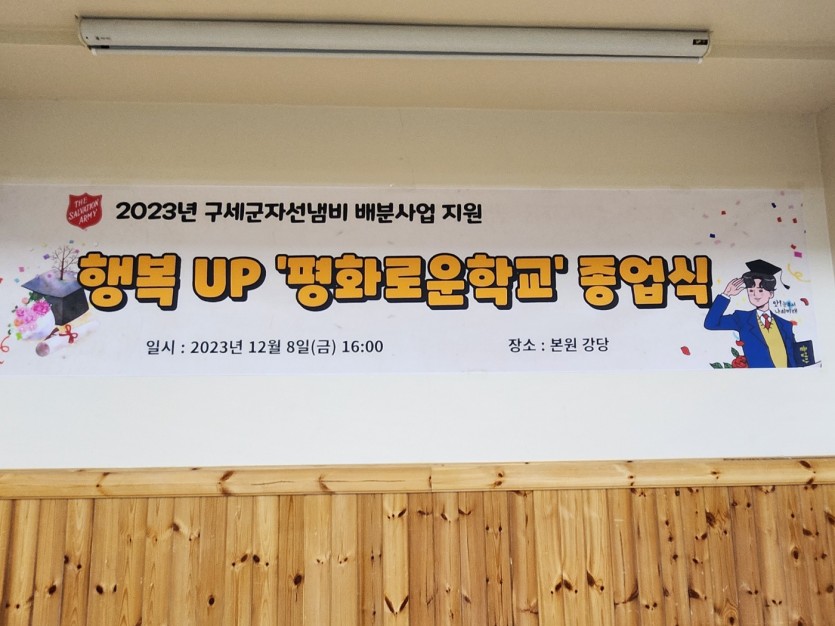 THE
SALVATION
ARMY
2023년 구세군자선냄비 배분사업 지원
행복 UP '평화로운학교' 종업식
일시 : 2023년 12월 8일(금) 16:00
장소 : 본원 강당